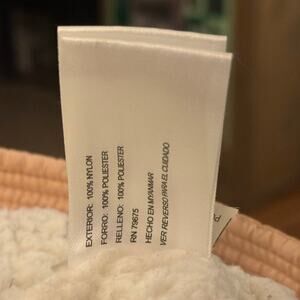 EXTERIOR: 100% NYLON
FORRO: 100% POLIESTER
RELLENO: 100% POLIESTER
RN 79675
HECHO EN MYANMAR
VER REVERSO PARA EL CUIDADO